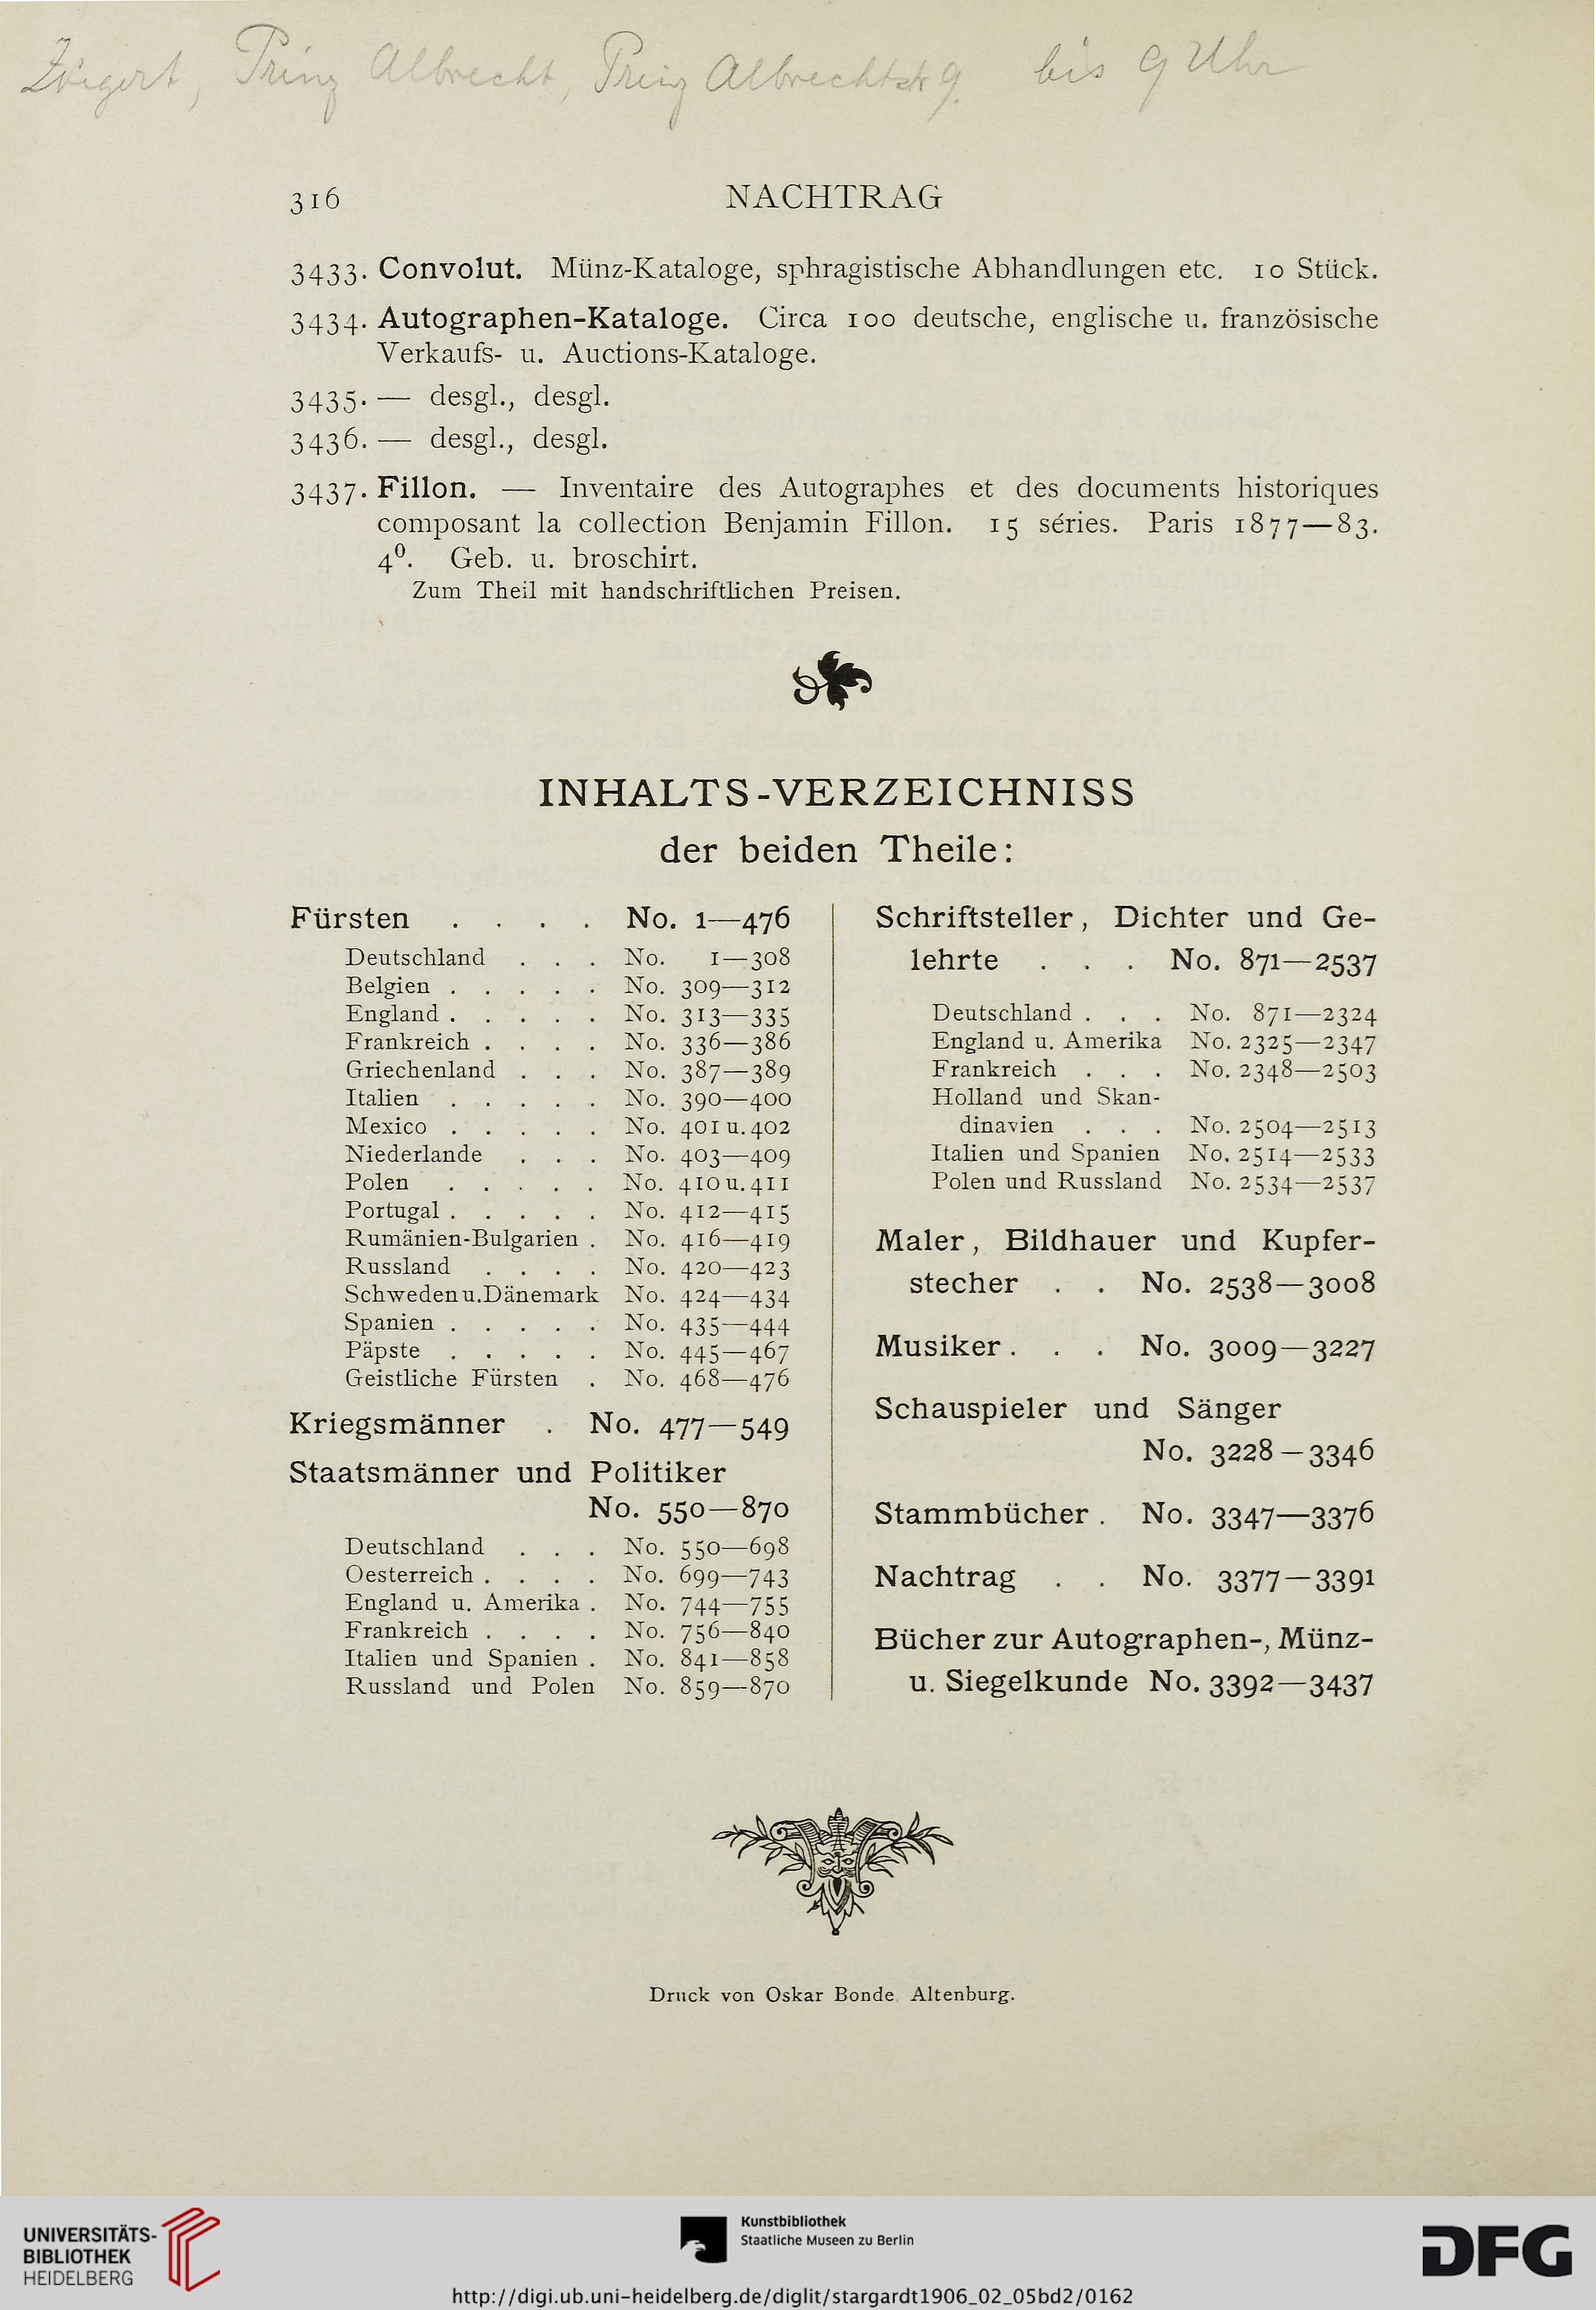 Prinz Albrecht, Prinz Albrechtstr 9. bis 9 Uhr
316
NACHTRAG
3433. Convolut. Münz-Kataloge, sphragistische Abhandlungen etc. 10 Stück.
3434. Autographen-Kataloge. Circa 100 deutsche, englische u. französische
Verkaufs- u. Auctions-Kataloge.
3435. — desgl., desgl.
3436. — desgl., desgl.
3437. Fillon. — Inventaire des Autographes et des documents historiques
composant la collection Benjamin Fillon. 15 séries. Paris 1877—83.
4⁰. Geb. u. broschirt.
Zum Theil mit handschriftlichen Preisen.
INHALTS-VERZEICHNISS
der beiden Theile:
Fürsten . . . . No. 1—476
Deutschland . . . No. 1—308
Belgien . . . . . No. 309—312
England . . . . . No. 313—335
Frankreich . . . . No. 336—386
Griechenland . . . No. 387—389
Italien . . . . . No. 390—400
Mexico . . . . . No. 401 u. 402
Niederlande . . . No. 403—409
Polen . . . . . No. 410 u. 411
Portugal . . . . . No. 412—415
Rumänien-Bulgarien . No. 416—419
Russland . . . . No. 420—423
Schweden u. Dänemark No. 424—434
Spanien . . . . . No. 435—444
Päpste . . . . . No. 445—467
Geistliche Fürsten . No. 468—476
Kriegsmänner . No. 477—549
Staatsmänner und Politiker
No. 550—870
Deutschland . . . No. 550—698
Oesterreich . . . . No. 699—743
England u. Amerika . No. 744—755
Frankreich . . . . No. 756—840
Italien und Spanien . No. 841—858
Russland und Polen No. 859—870
Schriftsteller, Dichter und Ge-
lehrte . . . No. 871—2537
Deutschland . . . No. 871—2324
England u. Amerika No. 2325—2347
Frankreich . . . No. 2348—2503
Holland und Skan-
dinavien . . . No. 2504—2513
Italien und Spanien No. 2514—2533
Polen und Russland No. 2534—2537
Maler, Bildhauer und Kupfer-
stecher . . No. 2538—3008
Musiker . . . No. 3009—3227
Schauspieler und Sänger
No. 3228—3346
Stammbücher . No. 3347—3376
Nachtrag . . No. 3377—3391
Bücher zur Autographen-, Münz-
u. Siegelkunde No. 3392—3437
Druck von Oskar Bonde, Altenburg.
UNIVERSITÄTS-
BIBLIOTHEK
HEIDELBERG
Kunstbibliothek
Staatliche Museen zu Berlin
DFG
http://digi.ub.uni-heidelberg.de/diglit/stargardt1906_02_05bd2/0162